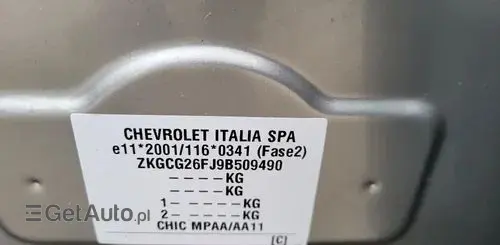 CHEVROLET ITALIA SPA
e11*2001/116*0341 (Fase2)
ZKGCG26FJ9B509490
-----KG
-----KG
1 -----KG
2 -----KG
CHIC MPAA/AA11
[C]
GetAuto.pl